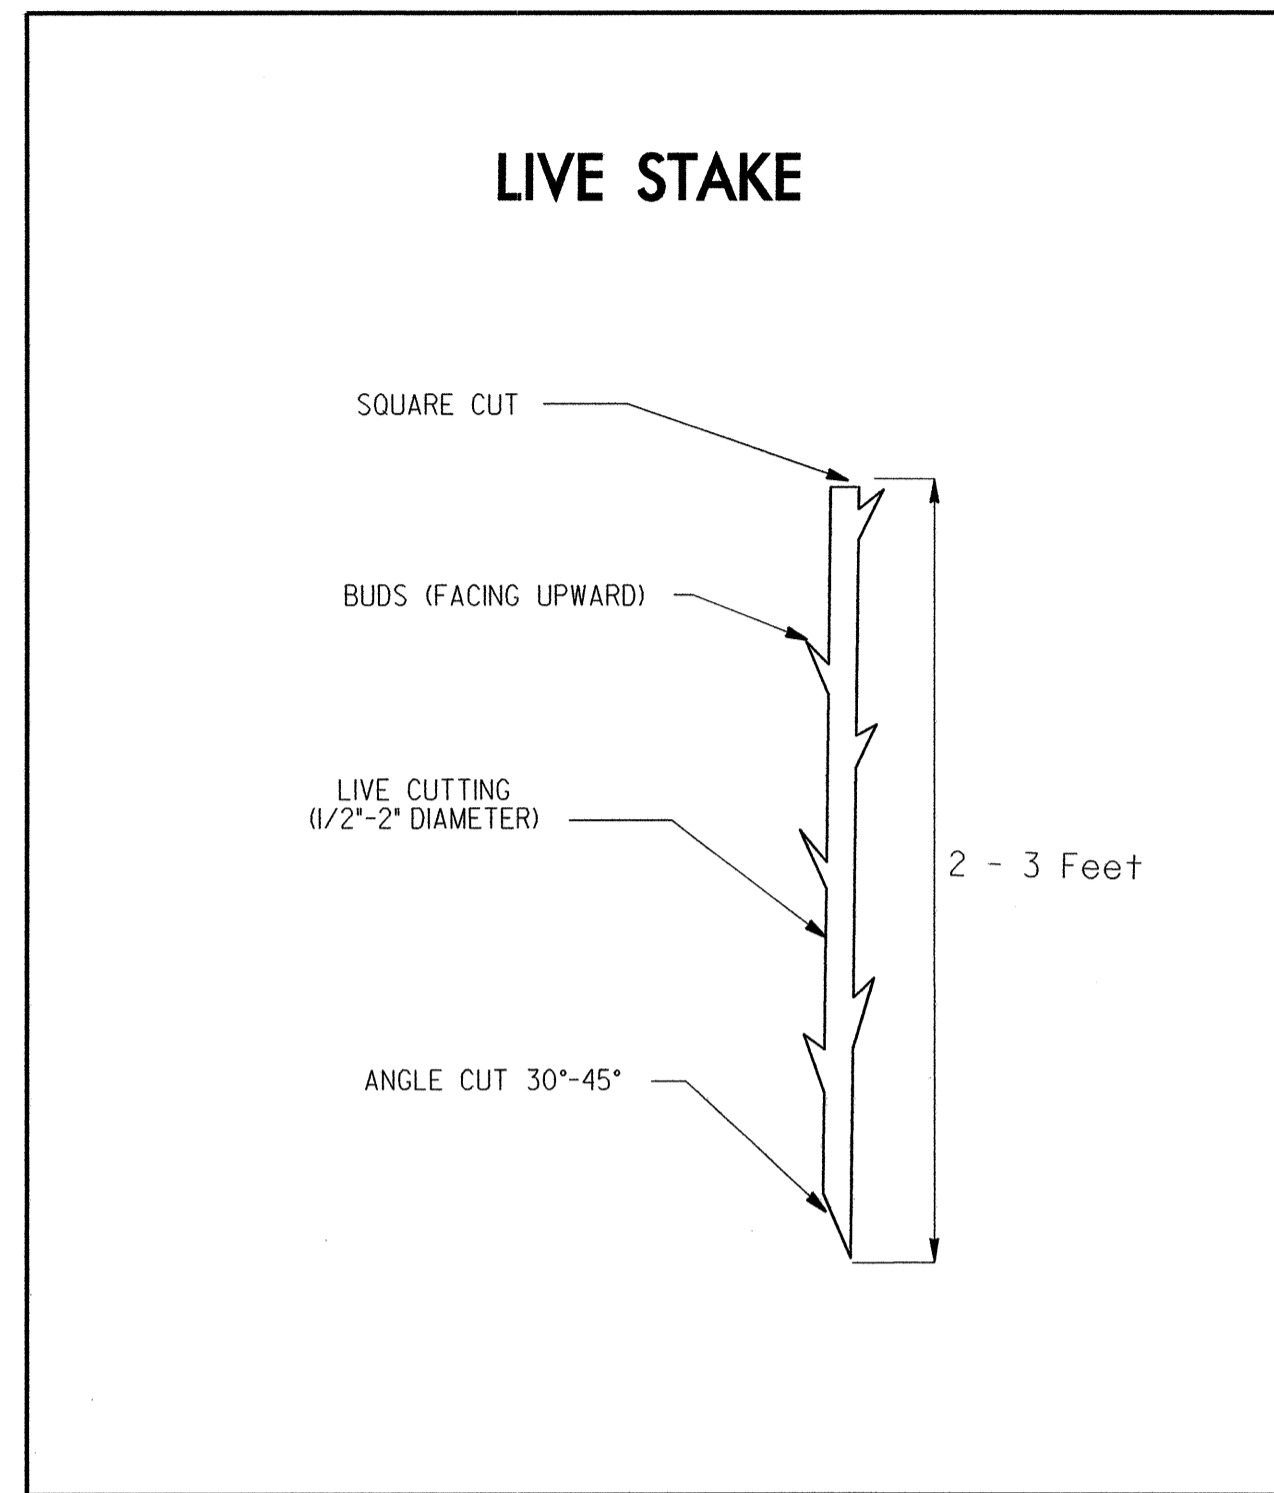 LIVE STAKE
SQUARE CUT
BUDS (FACING UPWARD)
LIVE CUTTING
(1/2"-2" DIAMETER)
2 - 3 Feet
ANGLE CUT 30°-45°